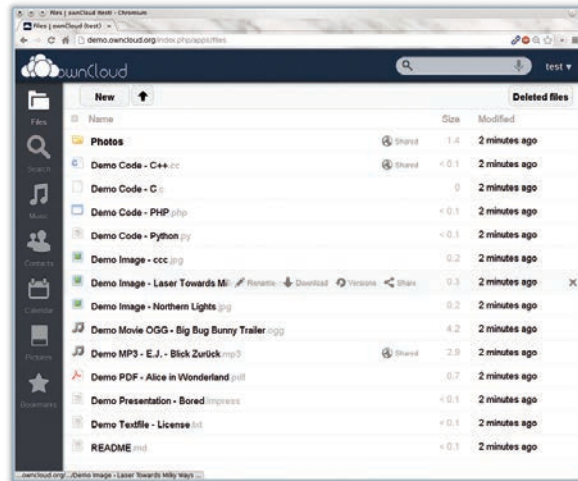 Files | ownCloud (test) - Chromium
Files | ownCloud (test)
demo.owncloud.org/index.php/apps/files
ownCloud
test
New
Deleted files
Name Size Modified
Files
Photos Shared 1.4 2 minutes ago
Search
Demo Code - C++.cc Shared < 0.1 2 minutes ago
Demo Code - C.c 0 2 minutes ago
Music
Demo Code - PHP.php < 0.1 2 minutes ago
Demo Code - Python.py < 0.1 2 minutes ago
Contacts
Demo Image - ccc.jpg 0.2 2 minutes ago
Demo Image - Laser Towards Mi Rename Download Versions Share 0.3 2 minutes ago ×
Calendar
Demo Image - Northern Lights.jpg 0.2 2 minutes ago
Demo Movie OGG - Big Bug Bunny Trailer.ogg 4.2 2 minutes ago
Pictures
Demo MP3 - E.J. - Blick Zurück.mp3 Shared 2.9 2 minutes ago
Demo PDF - Alice in Wonderland.pdf 0.7 2 minutes ago
Bookmarks
Demo Presentation - Bored.impress < 0.1 2 minutes ago
Demo Textfile - License.txt < 0.1 2 minutes ago
README.md < 0.1 2 minutes ago
...owncloud.org/.../Demo Image - Laser Towards Milky Ways ...